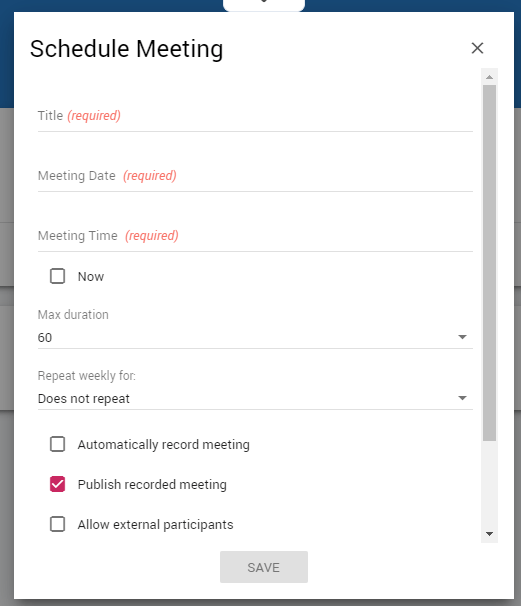 Schedule Meeting
Title (required)
Meeting Date (required)
Meeting Time (required)
Now
Max duration
60
Repeat weekly for:
Does not repeat
Automatically record meeting
Publish recorded meeting
Allow external participants
SAVE